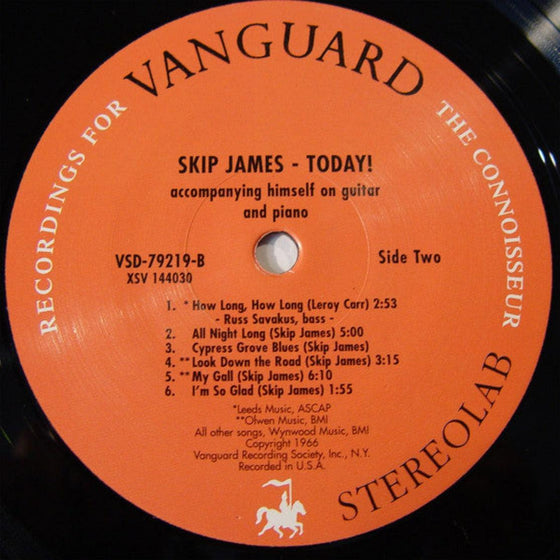 RECORDINGS FOR VANGUARD THE CONNOISSEUR
SKIP JAMES - TODAY!
accompanying himself on guitar
and piano
VSD-79219-B Side Two
XSV 144030
1. * How Long, How Long (Leroy Carr) 2:53
- Russ Savakus, bass -
2. All Night Long (Skip James) 5:00
3. Cypress Grove Blues (Skip James)
4. ** Look Down the Road (Skip James) 3:15
5. ** My Gall (Skip James) 6:10
6. I'm So Glad (Skip James) 1:55
*Leeds Music, ASCAP
**Olwen Music, BMI
All other songs, Wynwood Music, BMI
Copyright 1966
Vanguard Recording Society, Inc., N.Y.
Recorded in U.S.A.
STEREOLAB